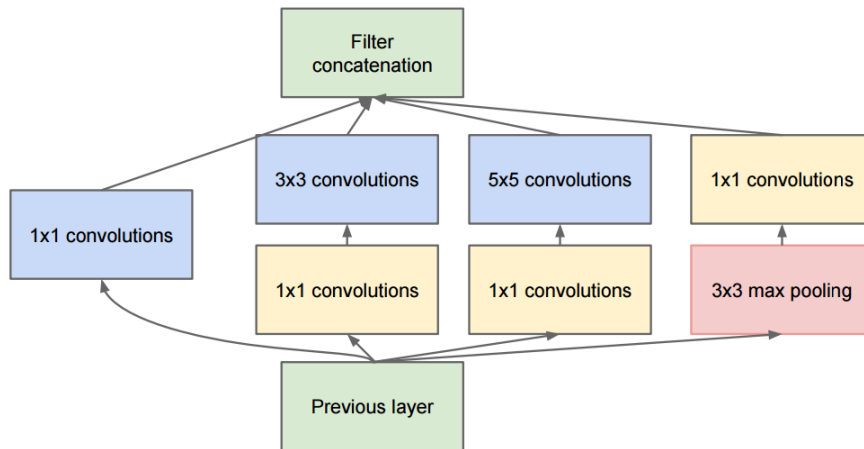 Filter
concatenation
3x3 convolutions
5x5 convolutions
1x1 convolutions
1x1 convolutions
1x1 convolutions
1x1 convolutions
3x3 max pooling
Previous layer